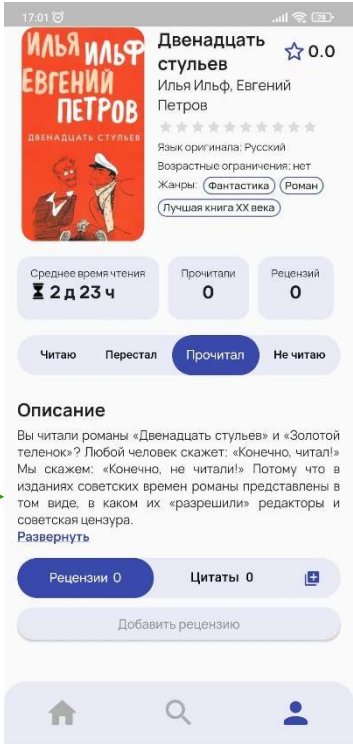 17:01
ИЛЬЯ ИЛЬФ
ЕВГЕНИЙ
ПЕТРОВ
ДВЕНАДЦАТЬ СТУЛЬЕВ
Двенадцать
стульев
0.0
Илья Ильф, Евгений
Петров
Язык оригинала: Русский
Возрастные ограничения: нет
Жанры: Фантастика Роман
Лучшая книга XX века
Среднее время чтения
2 д 23 ч
Прочитали
0
Рецензий
0
Читаю Перестал Прочитал Не читаю
Описание
Вы читали романы «Двенадцать стульев» и «Золотой
теленок»? Любой человек скажет: «Конечно, читал!»
Мы скажем: «Конечно, не читали!» Потому что в
изданиях советских времен романы представлены в
том виде, в каком их «разрешили» редакторы и
советская цензура.
Развернуть
Рецензии 0 Цитаты 0
Добавить рецензию